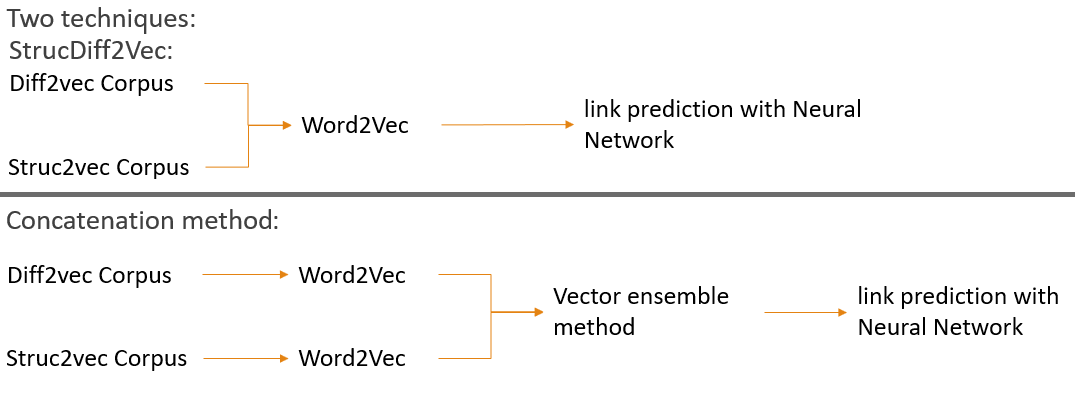 Two techniques:
StrucDiff2Vec:
Diff2vec Corpus
Struc2vec Corpus
Word2Vec
link prediction with Neural
Network
Concatenation method:
Diff2vec Corpus
Word2Vec
Struc2vec Corpus
Word2Vec
Vector ensemble
method
link prediction with
Neural Network